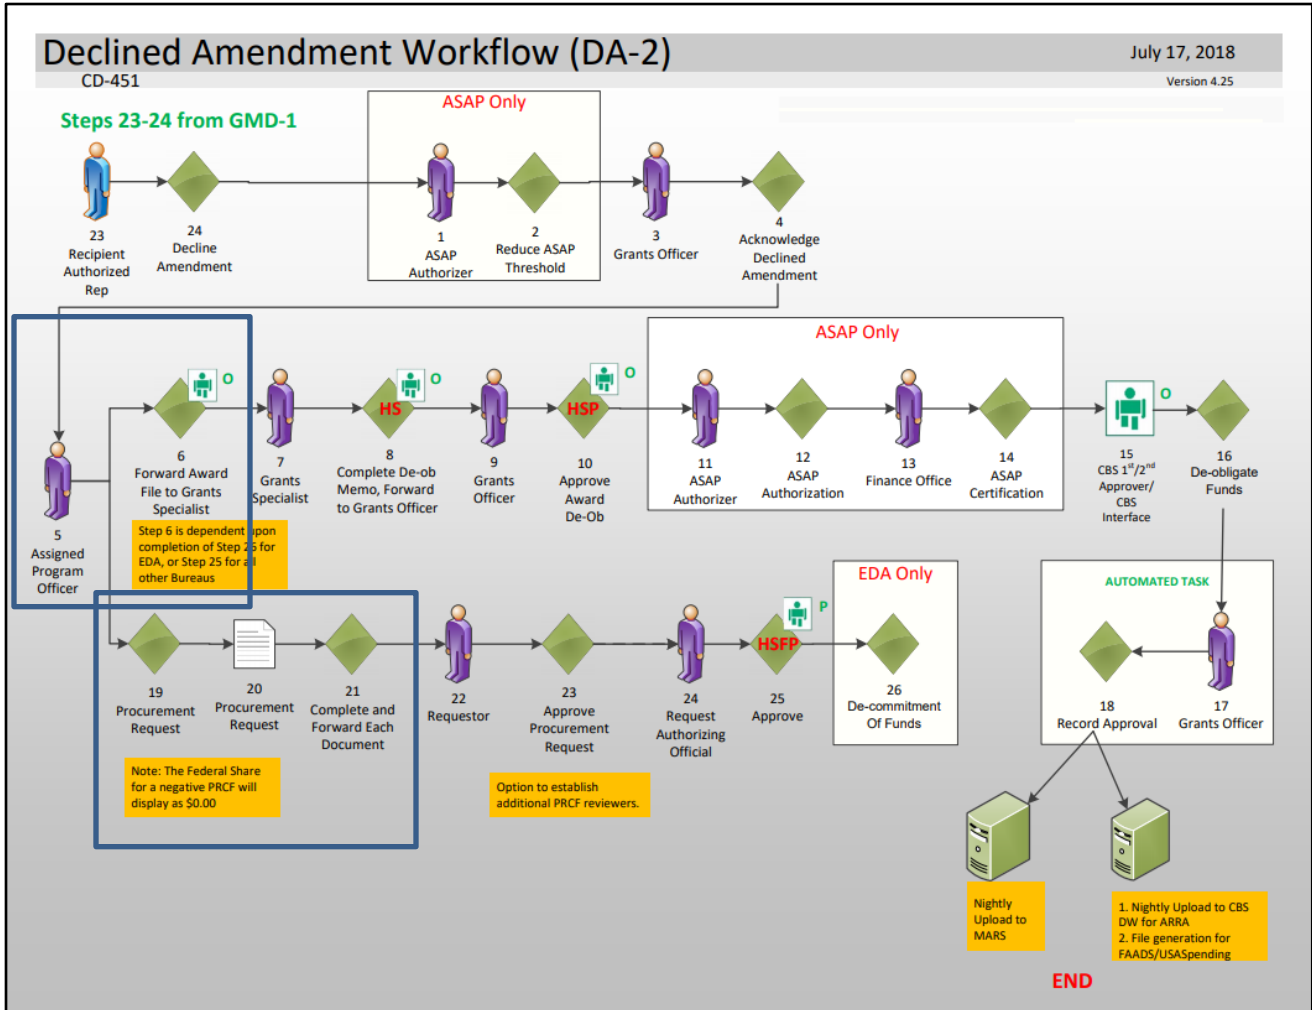 Declined Amendment Workflow (DA-2)
July 17, 2018
CD-451
Version 4.25
Steps 23-24 from GMD-1
ASAP Only
23
Recipient
Authorized
Rep
24
Decline
Amendment
1
ASAP
Authorizer
2
Reduce ASAP
Threshold
3
Grants Officer
4
Acknowledge
Declined
Amendment
ASAP Only
5
Assigned
Program
Officer
O
6
Forward Award
File to Grants
Specialist
Step 6 is dependent upon
completion of Step 26 for
EDA, or Step 25 for all
other Bureaus
7
Grants
Specialist
HS
O
8
Complete De-ob
Memo, Forward
to Grants Officer
9
Grants
Officer
HSP
O
10
Approve
Award
De-Ob
11
ASAP
Authorizer
12
ASAP
Authorization
13
Finance Office
14
ASAP
Certification
O
15
CBS 1st/2nd
Approver/
CBS
Interface
16
De-obligate
Funds
AUTOMATED TASK
17
Grants Officer
18
Record Approval
19
Procurement
Request
20
Procurement
Request
21
Complete and
Forward Each
Document
Note: The Federal Share
for a negative PRCF will
display as $0.00
22
Requestor
23
Approve
Procurement
Request
Option to establish
additional PRCF reviewers.
24
Request
Authorizing
Official
HSFP
P
25
Approve
EDA Only
26
De-commitment
Of Funds
Nightly
Upload to
MARS
1. Nightly Upload to CBS
DW for ARRA
2. File generation for
FAADS/USASpending
END